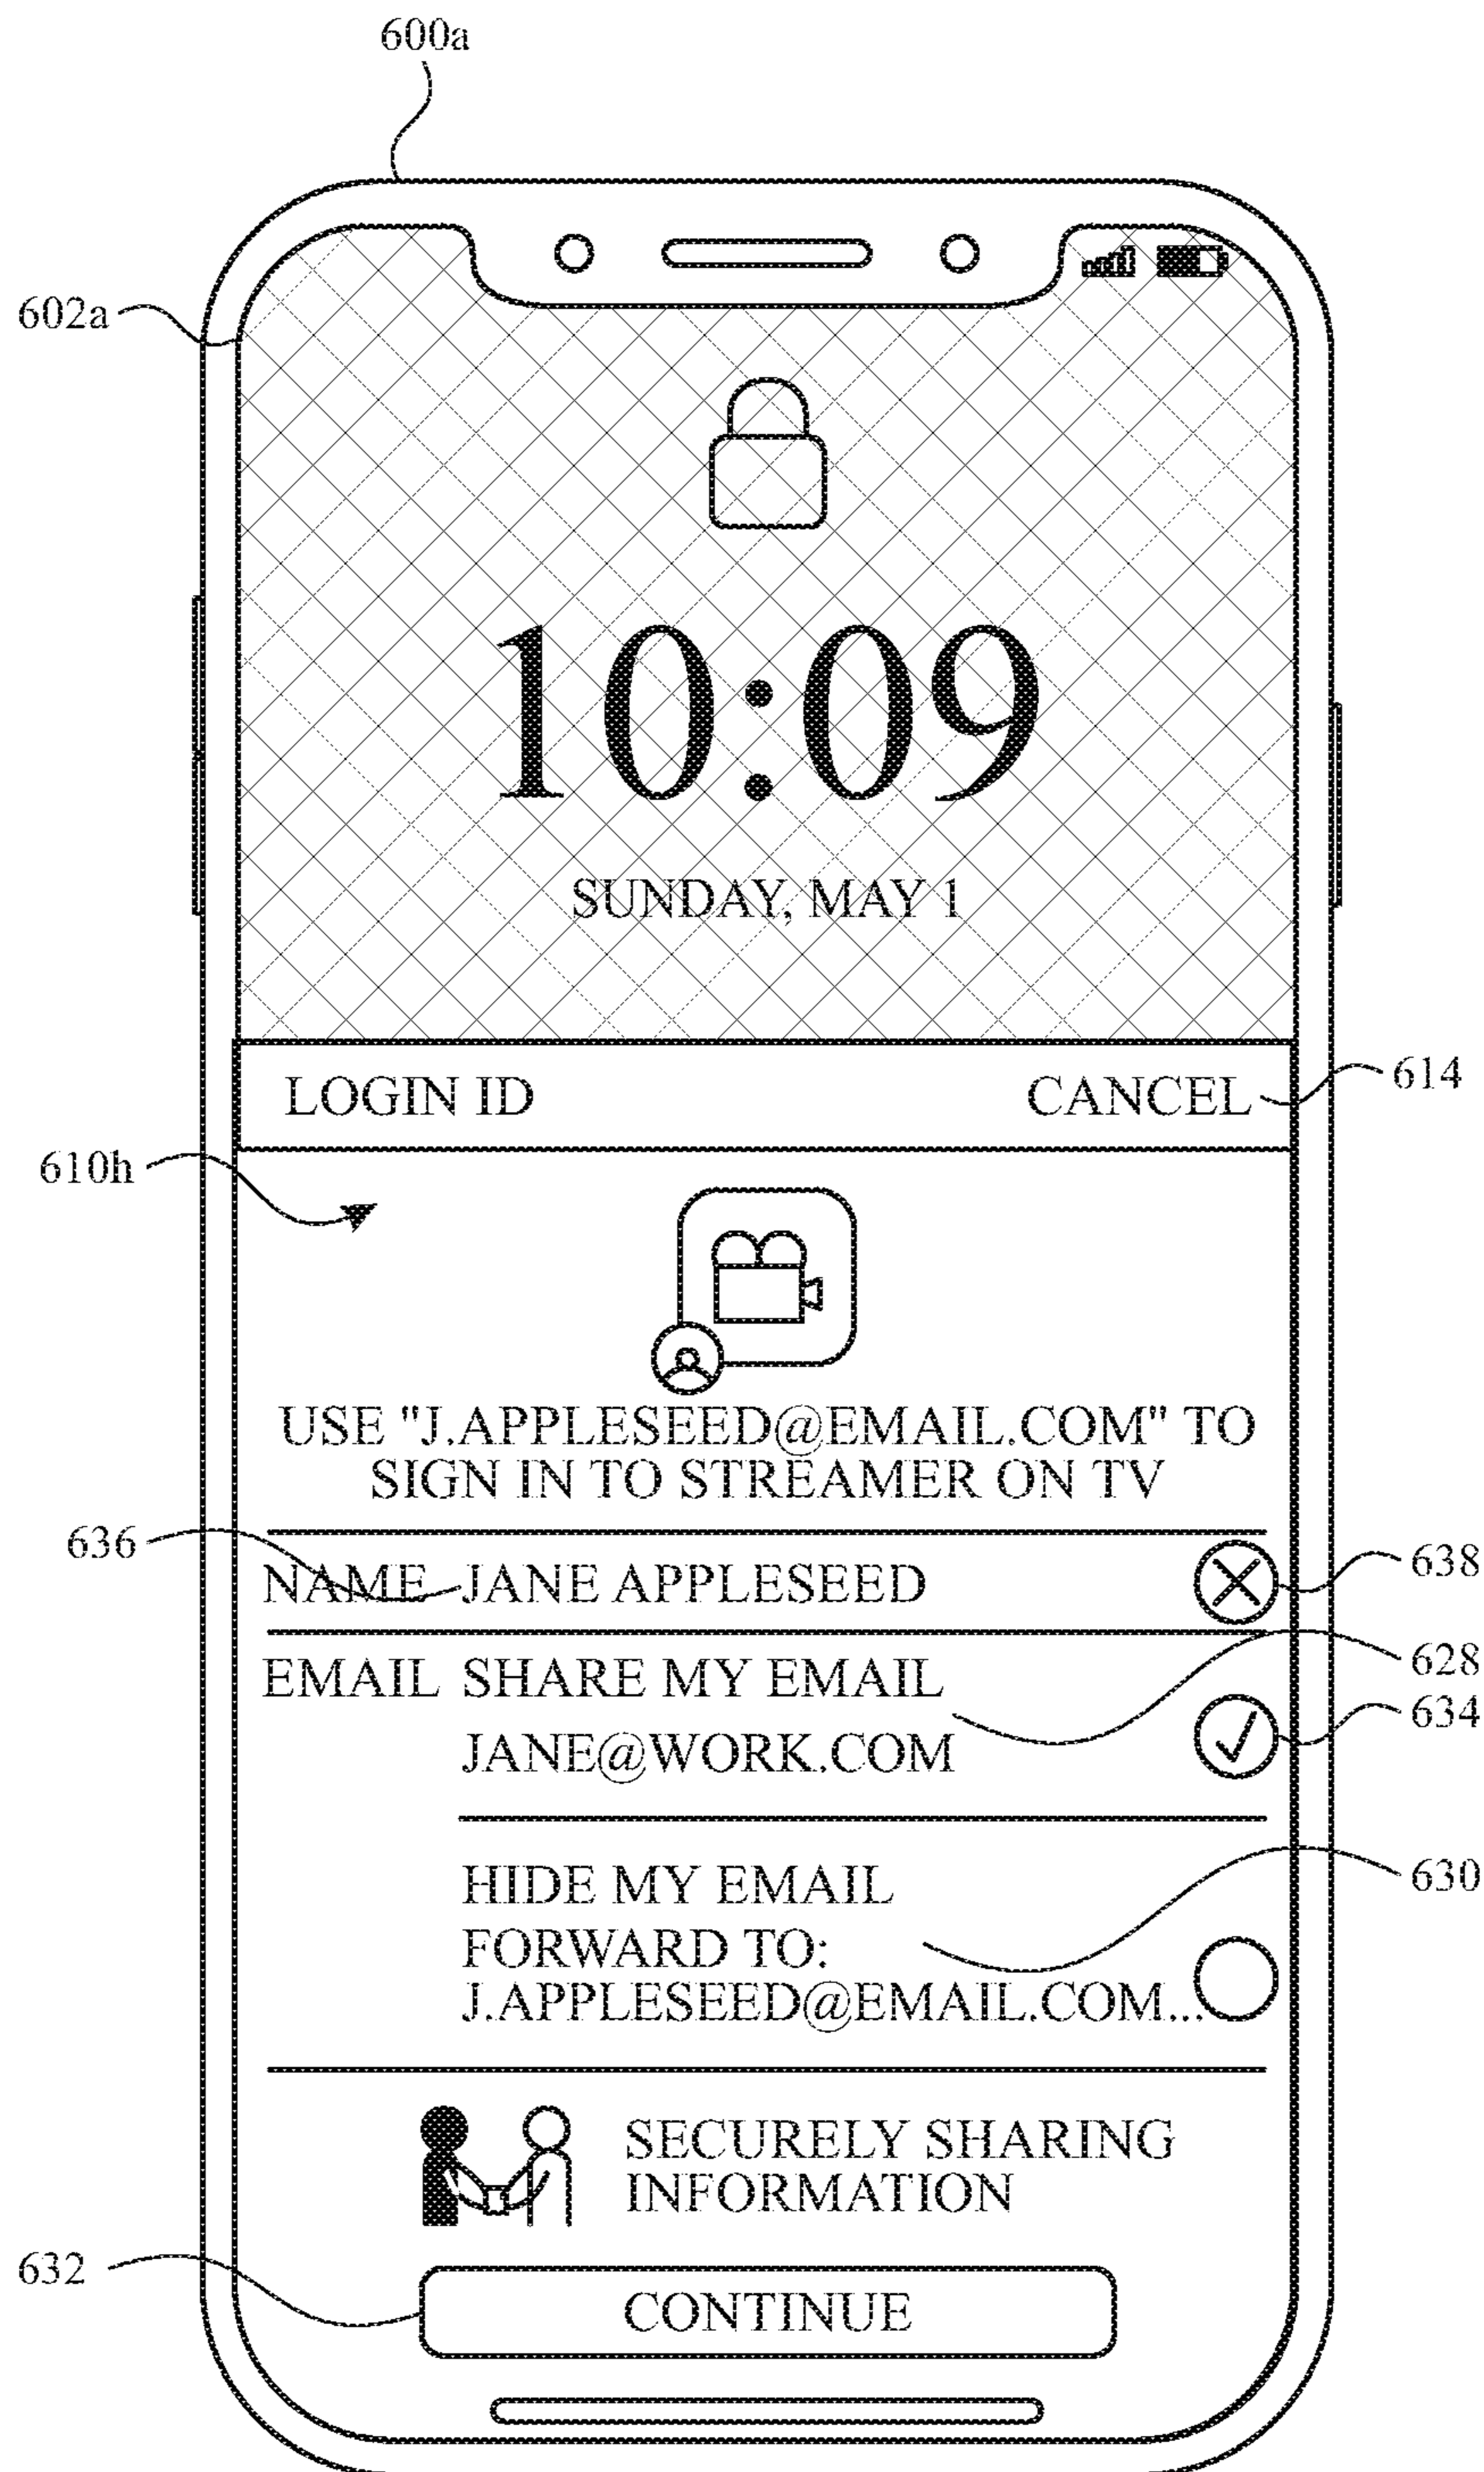 600a
602a
10:09
SUNDAY, MAY 1
LOGIN ID CANCEL
614
610h
USE "J.APPLESEED@EMAIL.COM" TO
SIGN IN TO STREAMER ON TV
636
NAME JANE APPLESEED
638
EMAIL SHARE MY EMAIL
628
JANE@WORK.COM
634
HIDE MY EMAIL
630
FORWARD TO:
J.APPLESEED@EMAIL.COM...
SECURELY SHARING
INFORMATION
632
CONTINUE